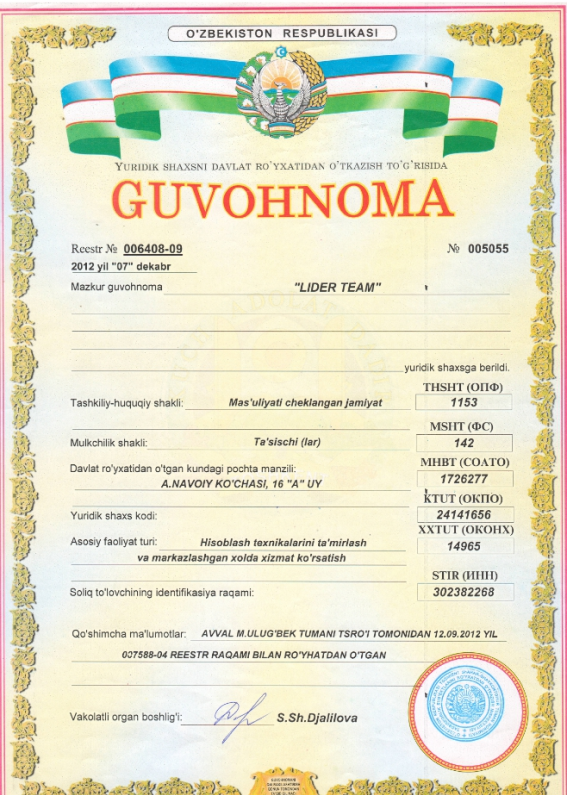 O'ZBEKISTON RESPUBLIKASI
YURIDIK SHAXSNI DAVLAT RO'YXATIDAN O'TKAZISH TO'G'RISIDA
GUVOHNOMA
Reestr № 006408-09 № 005055
2012 yil "07" dekabr
Mazkur guvohnoma "LIDER TEAM"
yuridik shaxsga berildi.
THSHT (ОПФ)
Tashkiliy-huquqiy shakli: Mas'uliyati cheklangan jamiyat 1153
MSHT (ФС)
Mulkchilik shakli: Ta'sischi (lar) 142
MHBT (СОАТО)
Davlat ro'yxatidan o'tgan kundagi pochta manzili: 1726277
A.NAVOIY KO'CHASI, 16 "A" UY
KTUT (ОКПО)
Yuridik shaxs kodi: 24141656
XXTUT (ОКОНХ)
Asosiy faoliyat turi: Hisoblash texnikalarini ta'mirlash 14965
va markazlashgan xolda xizmat ko'rsatish
STIR (ИНН)
Soliq to'lovchining identifikasiya raqami: 302382268
Qo'shimcha ma'lumotlar: AVVAL M.ULUG'BEK TUMANI TSRO'I TOMONIDAN 12.09.2012 YIL
007588-04 REESTR RAQAMI BILAN RO'YHATDAN O'TGAN
Vakolatli organ boshlig'i: S.Sh.Djalilova